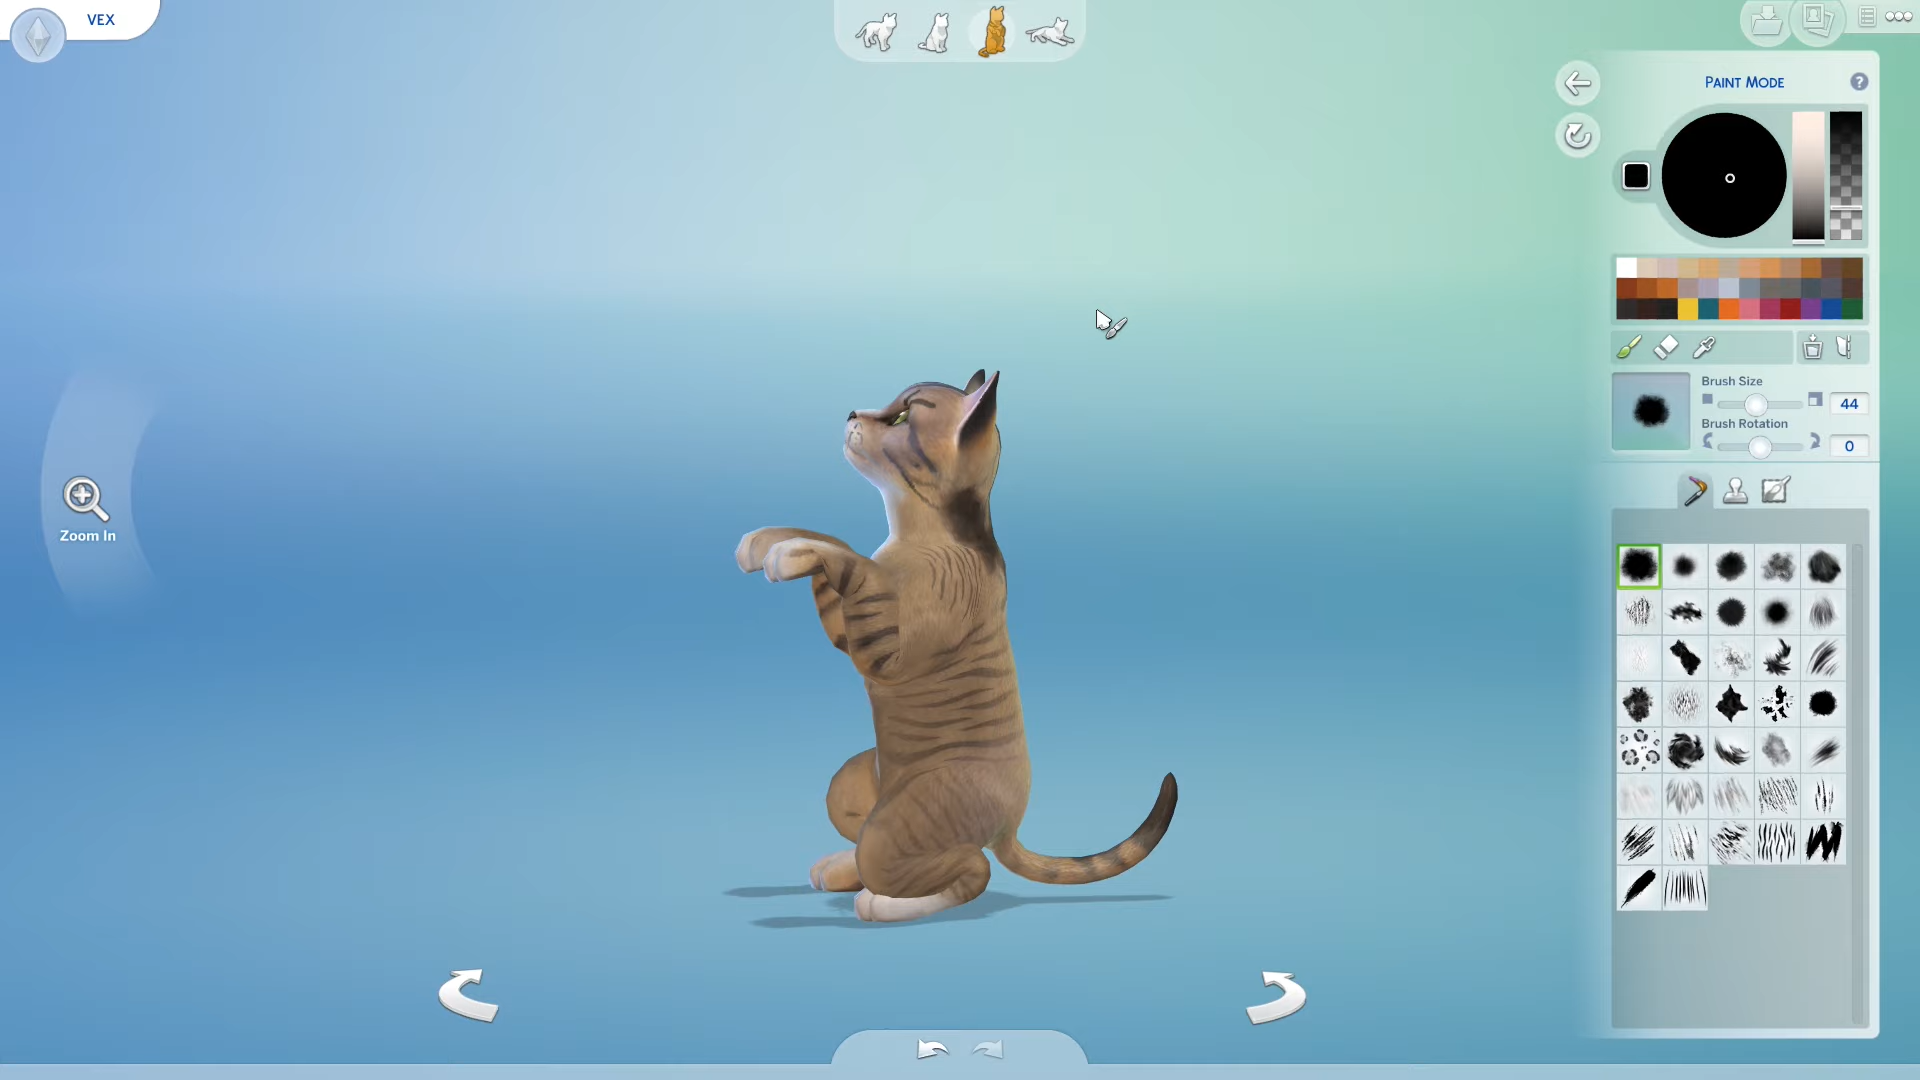 VEX
PAINT MODE
?
Brush Size
44
Brush Rotation
0
Zoom In